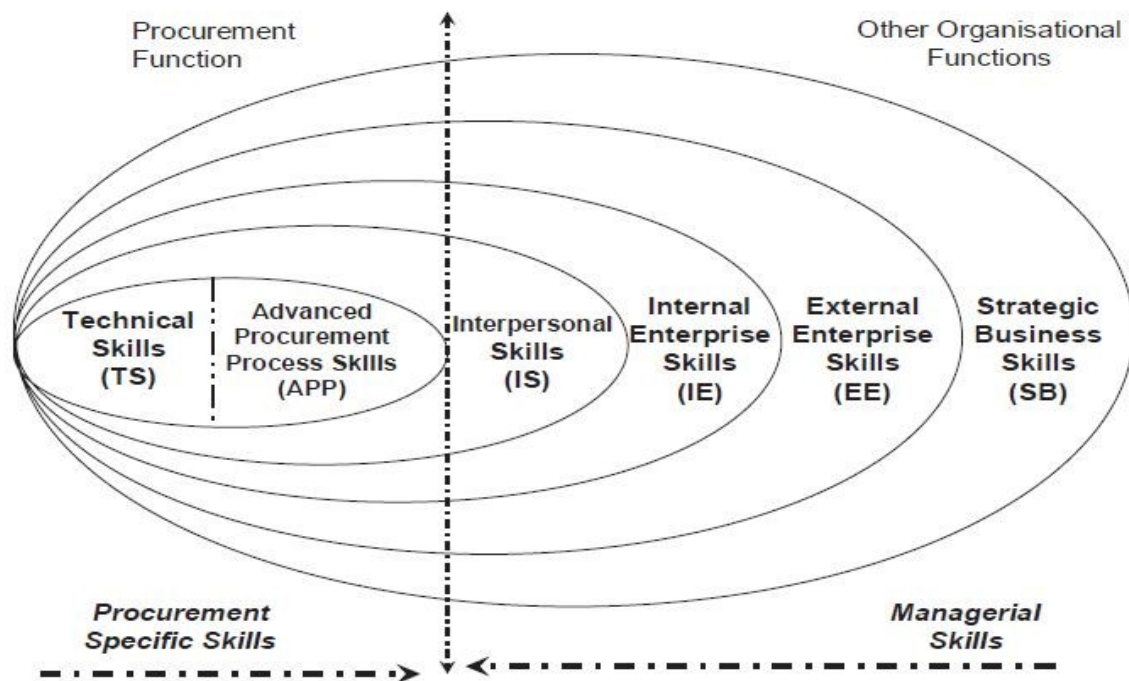 Procurement
Function
Other Organisational
Functions
Technical
Skills
(TS)
Advanced
Procurement
Process Skills
(APP)
Interpersonal
Skills
(IS)
Internal
Enterprise
Skills
(IE)
External
Enterprise
Skills
(EE)
Strategic
Business
Skills
(SB)
Procurement
Specific Skills
Managerial
Skills